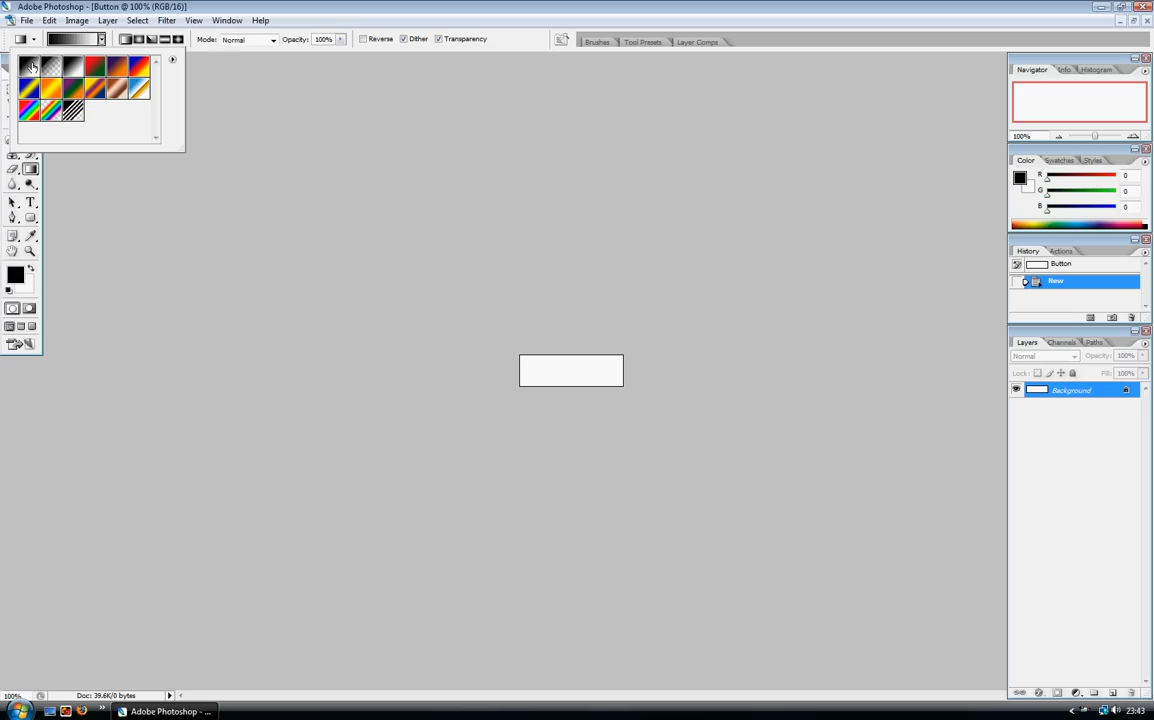 Adobe Photoshop - [Button @ 100% (RGB/16)]
File Edit Image Layer Select Filter View Window Help
Mode: Normal Opacity: 100% Reverse Dither Transparency
Brushes Tool Presets Layer Comps
Navigator Info Histogram
100%
Color Swatches Styles
R 0
G 0
B 0
History Actions
Button
New
Layers Channels Paths
Normal Opacity: 100%
Lock: Fill: 100%
Background
100% Doc: 39.6K/0 bytes
Adobe Photoshop - ...
23:43